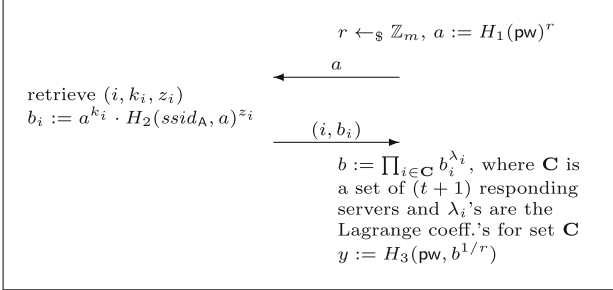 r ←$ ℤₘ, a := H₁(pw)ʳ
a
retrieve (i, kᵢ, zᵢ)
bᵢ := a^{kᵢ} · H₂(ssid_A, a)^{zᵢ}
(i, bᵢ)
b := ∏_{i∈C} bᵢ^{λᵢ}, where C is
a set of (t + 1) responding
servers and λᵢ's are the
Lagrange coeff.'s for set C
y := H₃(pw, b^{1/r})